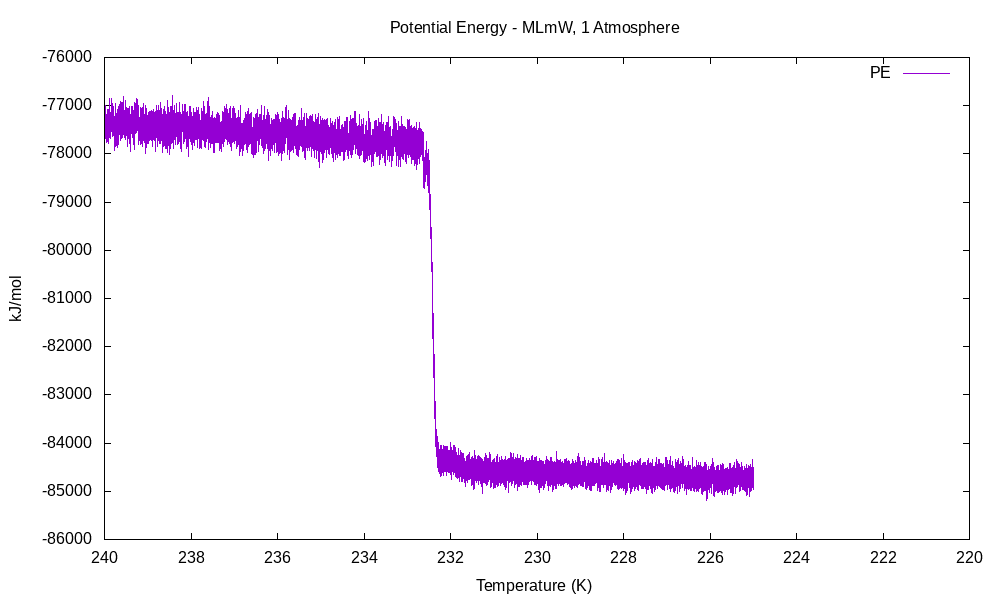 Potential Energy - MLmW, 1 Atmosphere
PE
-76000
-77000
-78000
-79000
-80000
-81000
-82000
-83000
-84000
-85000
-86000
kJ/mol
240 238 236 234 232 230 228 226 224 222 220
Temperature (K)